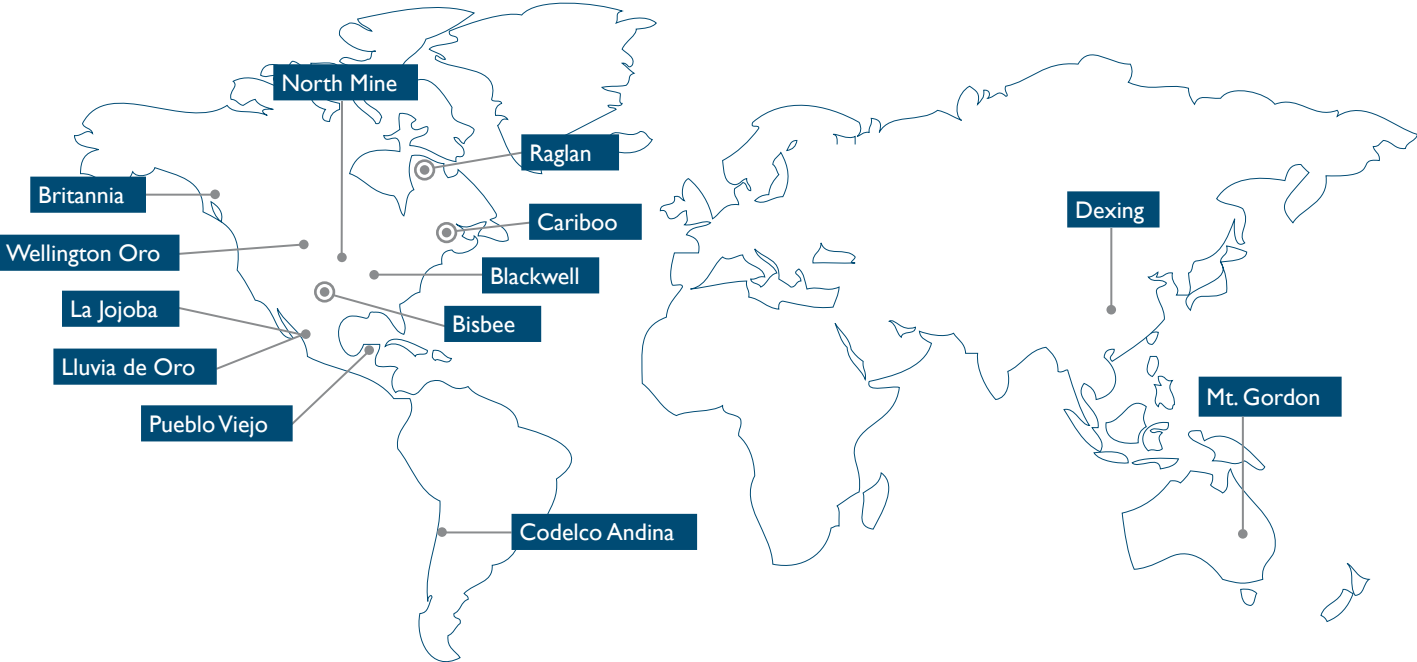 North Mine
Raglan
Britannia
Cariboo
Dexing
Wellington Oro
Blackwell
La Jojoba
Bisbee
Lluvia de Oro
Mt. Gordon
Pueblo Viejo
Codelco Andina